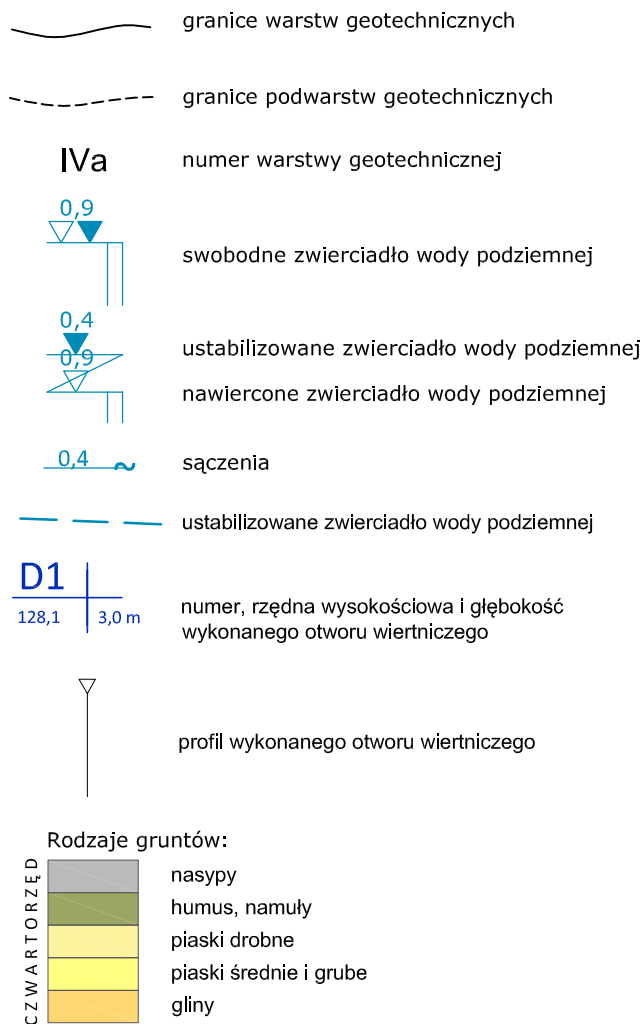 granice warstw geotechnicznych
granice podwarstw geotechnicznych
IVa numer warstwy geotechnicznej
0,9
swobodne zwierciadło wody podziemnej
0,4
ustabilizowane zwierciadło wody podziemnej
0,9
nawiercone zwierciadło wody podziemnej
0,4 ~ sączenia
ustabilizowane zwierciadło wody podziemnej
D1
128,1 3,0 m
numer, rzędna wysokościowa i głębokość
wykonanego otworu wiertniczego
profil wykonanego otworu wiertniczego
Rodzaje gruntów:
CZWARTORZĘD
nasypy
humus, namuły
piaski drobne
piaski średnie i grube
gliny